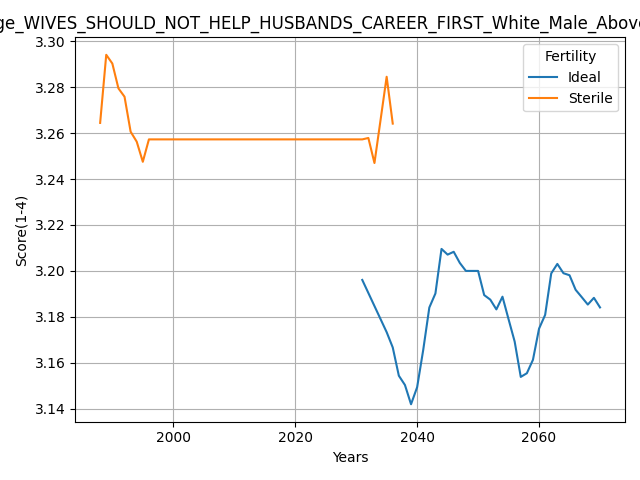 ge_WIVES_SHOULD_NOT_HELP_HUSBANDS_CAREER_FIRST_White_Male_Above
3.30
3.28
3.26
3.24
3.22
3.20
3.18
3.16
3.14
Score(1-4)
Fertility
Ideal
Sterile
2000 2020 2040 2060
Years